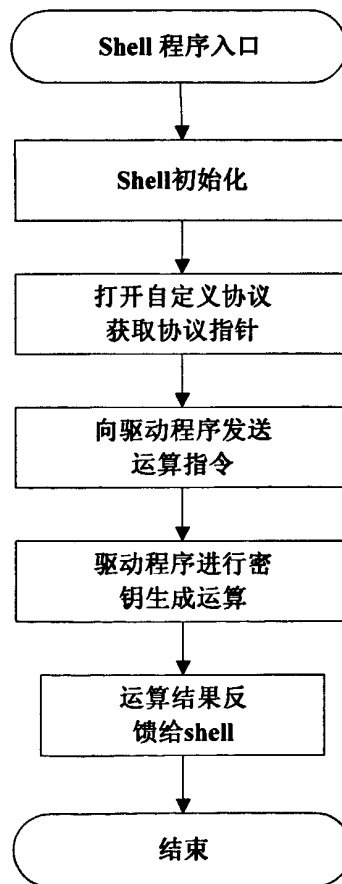 Shell 程序入口
Shell初始化
打开自定义协议
获取协议指针
向驱动程序发送
运算指令
驱动程序进行密
钥生成运算
运算结果反
馈给shell
结束